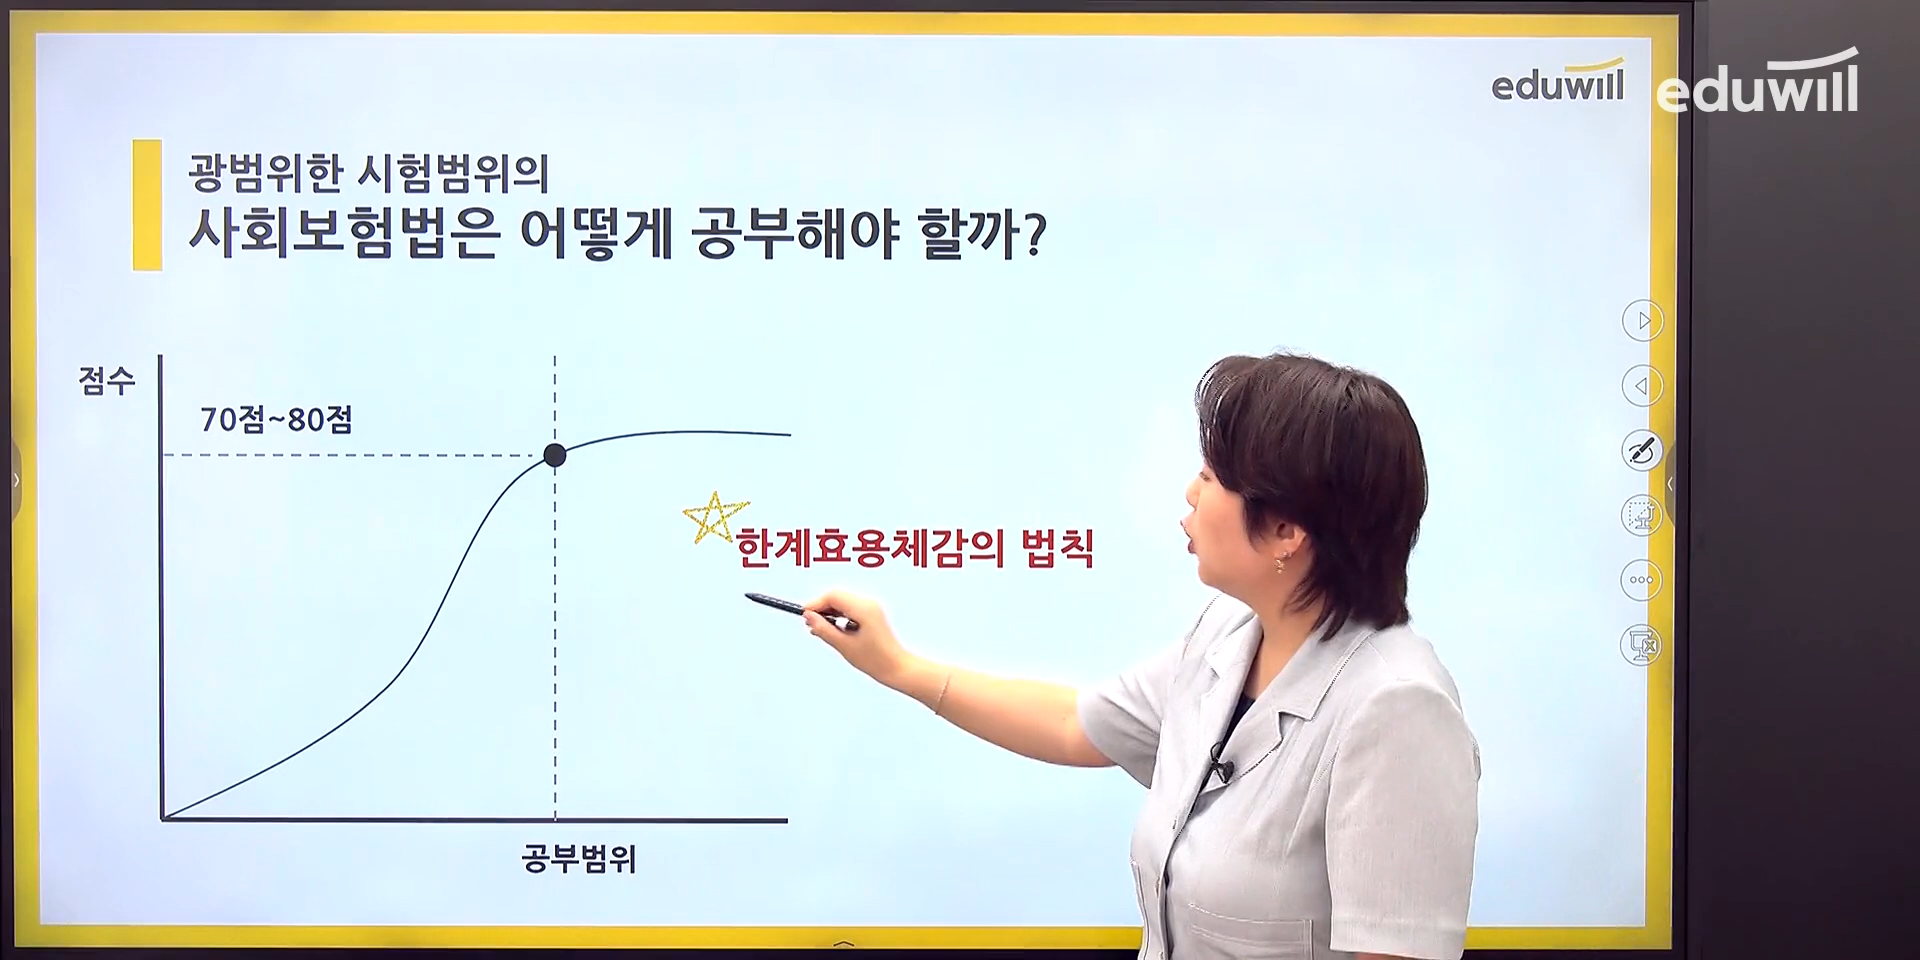 eduwill
eduwill
광범위한 시험범위의
사회보험법은 어떻게 공부해야 할까?
점수
70점~80점
한계효용체감의 법칙
공부범위